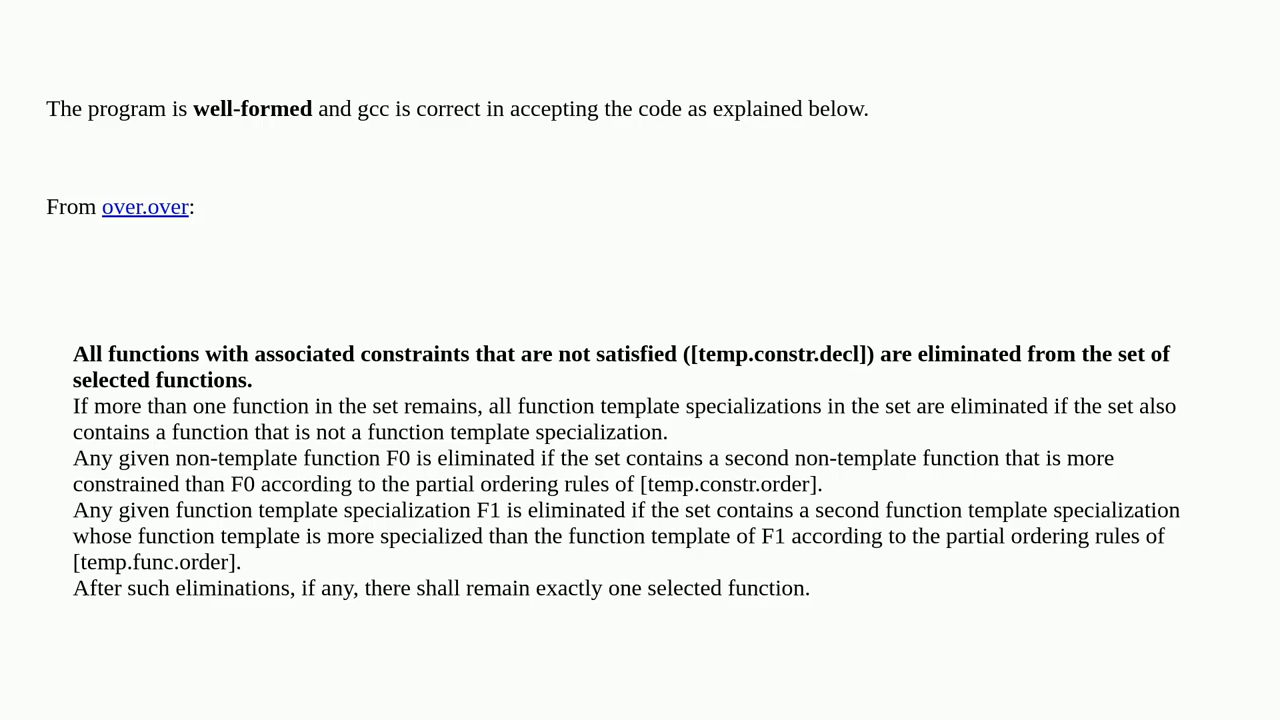 The program is well-formed and gcc is correct in accepting the code as explained below.
From over.over:
All functions with associated constraints that are not satisfied ([temp.constr.decl]) are eliminated from the set of
selected functions.
If more than one function in the set remains, all function template specializations in the set are eliminated if the set also
contains a function that is not a function template specialization.
Any given non-template function F0 is eliminated if the set contains a second non-template function that is more
constrained than F0 according to the partial ordering rules of [temp.constr.order].
Any given function template specialization F1 is eliminated if the set contains a second function template specialization
whose function template is more specialized than the function template of F1 according to the partial ordering rules of
[temp.func.order].
After such eliminations, if any, there shall remain exactly one selected function.